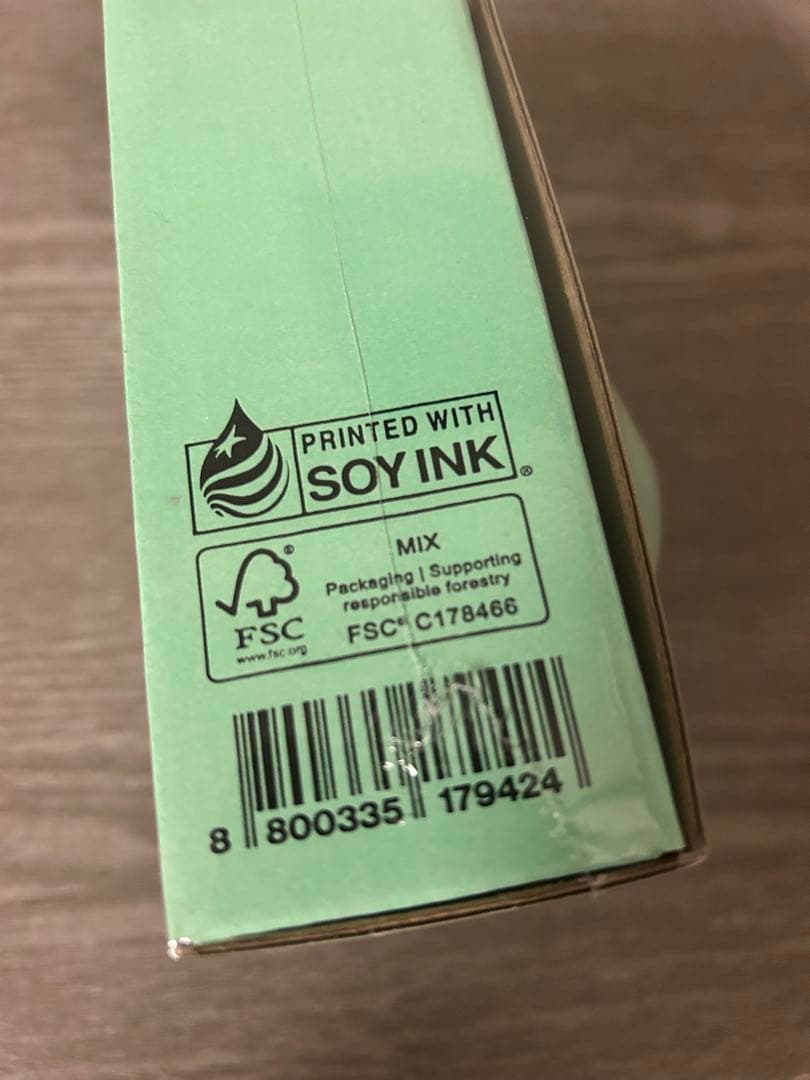 PRINTED WITH
SOY INK®
®
MIX
Packaging | Supporting
responsible forestry
FSC® C178466
FSC
www.fsc.org
8 800335 179424